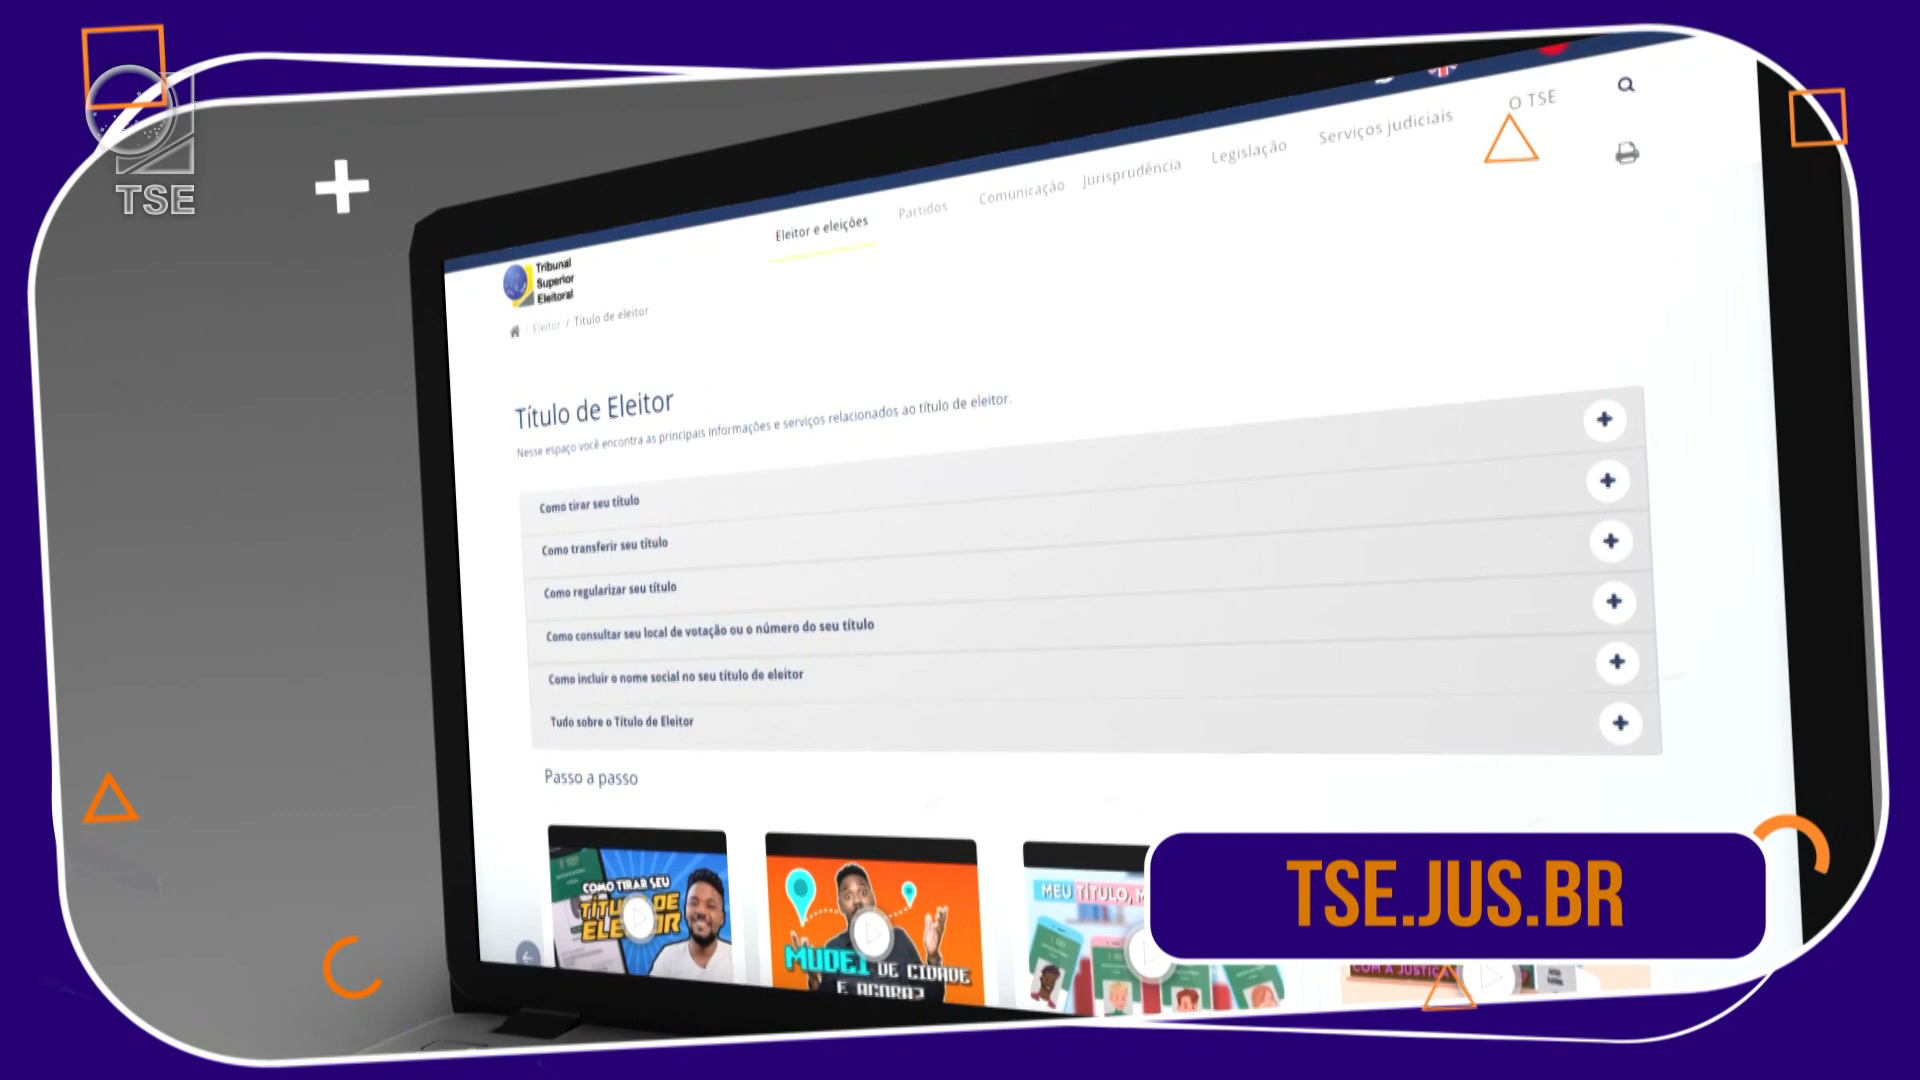 TSE
O TSE
Serviços judiciais
Legislação
Jurisprudência
Comunicação
Partidos
Eleitor e eleições
Tribunal
Superior
Eleitoral
/ Eleitor / Título de eleitor
Título de Eleitor
Nesse espaço você encontra as principais informações e serviços relacionados ao título de eleitor.
Como tirar seu título
Como transferir seu título
Como regularizar seu título
Como consultar seu local de votação ou o número do seu título
Como incluir o nome social no seu título de eleitor
Tudo sobre o Título de Eleitor
Passo a passo
COMO TIRAR SEU
MUDEI DE CIDADE
E AGORA?
MEU TÍTULO,
COM A JUSTIÇA
TSE.JUS.BR